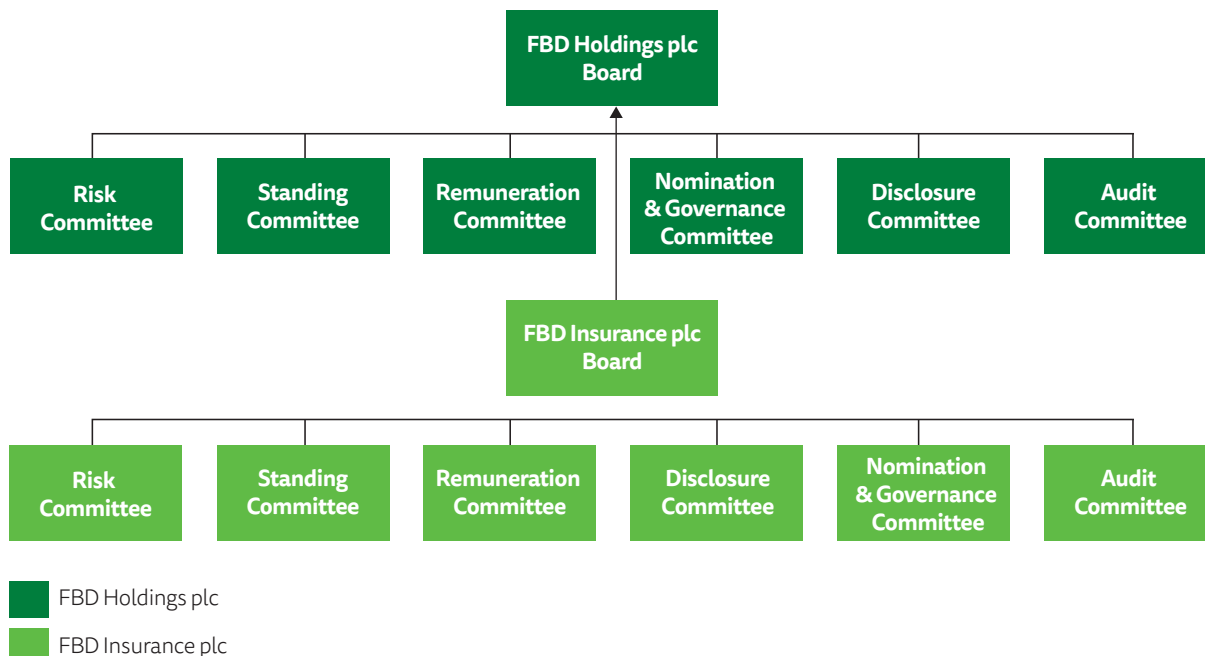 FBD Holdings plc
Board
Risk
Committee
Standing
Committee
Remuneration
Committee
Nomination
& Governance
Committee
Disclosure
Committee
Audit
Committee
FBD Insurance plc
Board
Risk
Committee
Standing
Committee
Remuneration
Committee
Disclosure
Committee
Nomination
& Governance
Committee
Audit
Committee
FBD Holdings plc
FBD Insurance plc